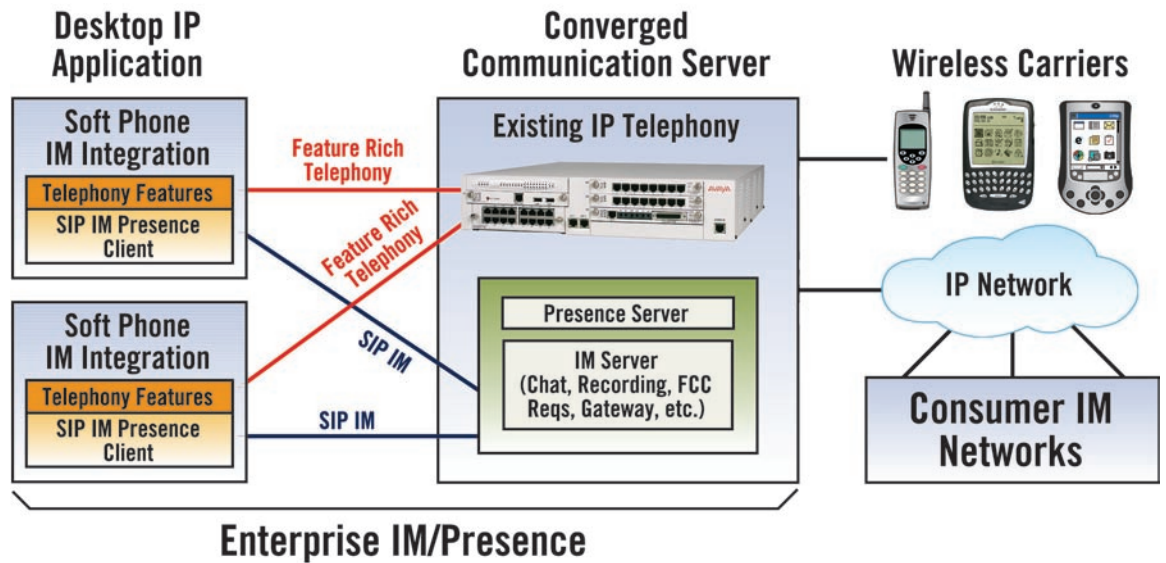 Desktop IP
Application
Soft Phone
IM Integration
Telephony Features
SIP IM Presence
Client
Soft Phone
IM Integration
Telephony Features
SIP IM Presence
Client
Feature Rich
Telephony
Feature Rich
Telephony
SIP IM
SIP IM
Converged
Communication Server
Existing IP Telephony
AVAYA
Presence Server
IM Server
(Chat, Recording, FCC
Reqs, Gateway, etc.)
Wireless Carriers
IP Network
Consumer IM
Networks
Enterprise IM/Presence